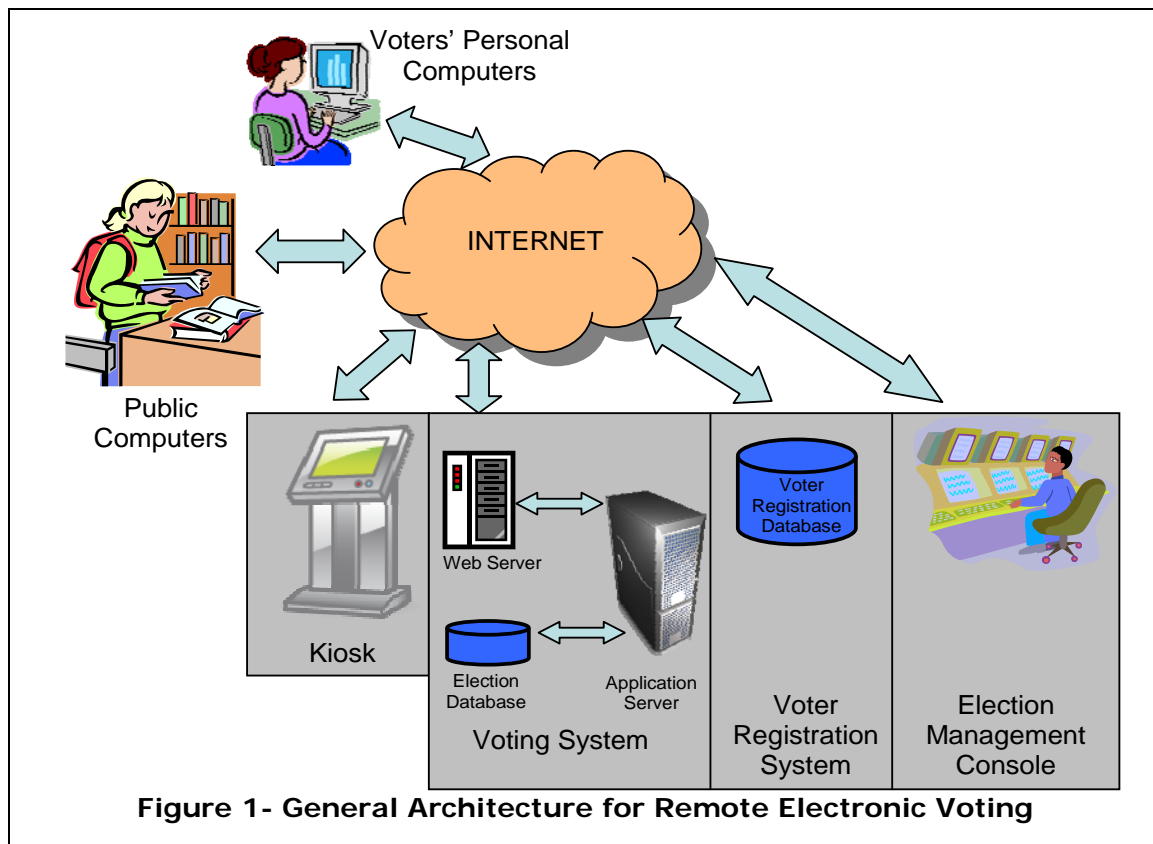 Voters' Personal
Computers
INTERNET
Public
Computers
Kiosk
Web Server
Election
Database
Application
Server
Voting System
Voter
Registration
Database
Voter
Registration
System
Election
Management
Console
Figure 1- General Architecture for Remote Electronic Voting